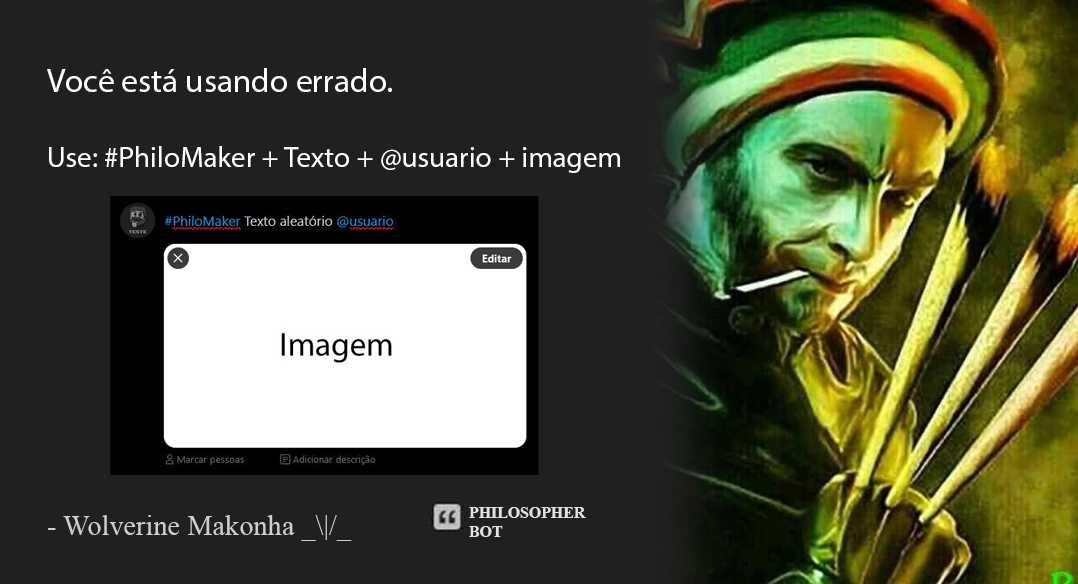 Você está usando errado.
Use: #PhiloMaker + Texto + @usuario + imagem
TESTE
#PhiloMaker Texto aleatório @usuario
Editar
Imagem
Marcar pessoas
Adicionar descrição
- Wolverine Makonha _\|/_
PHILOSOPHER
BOT